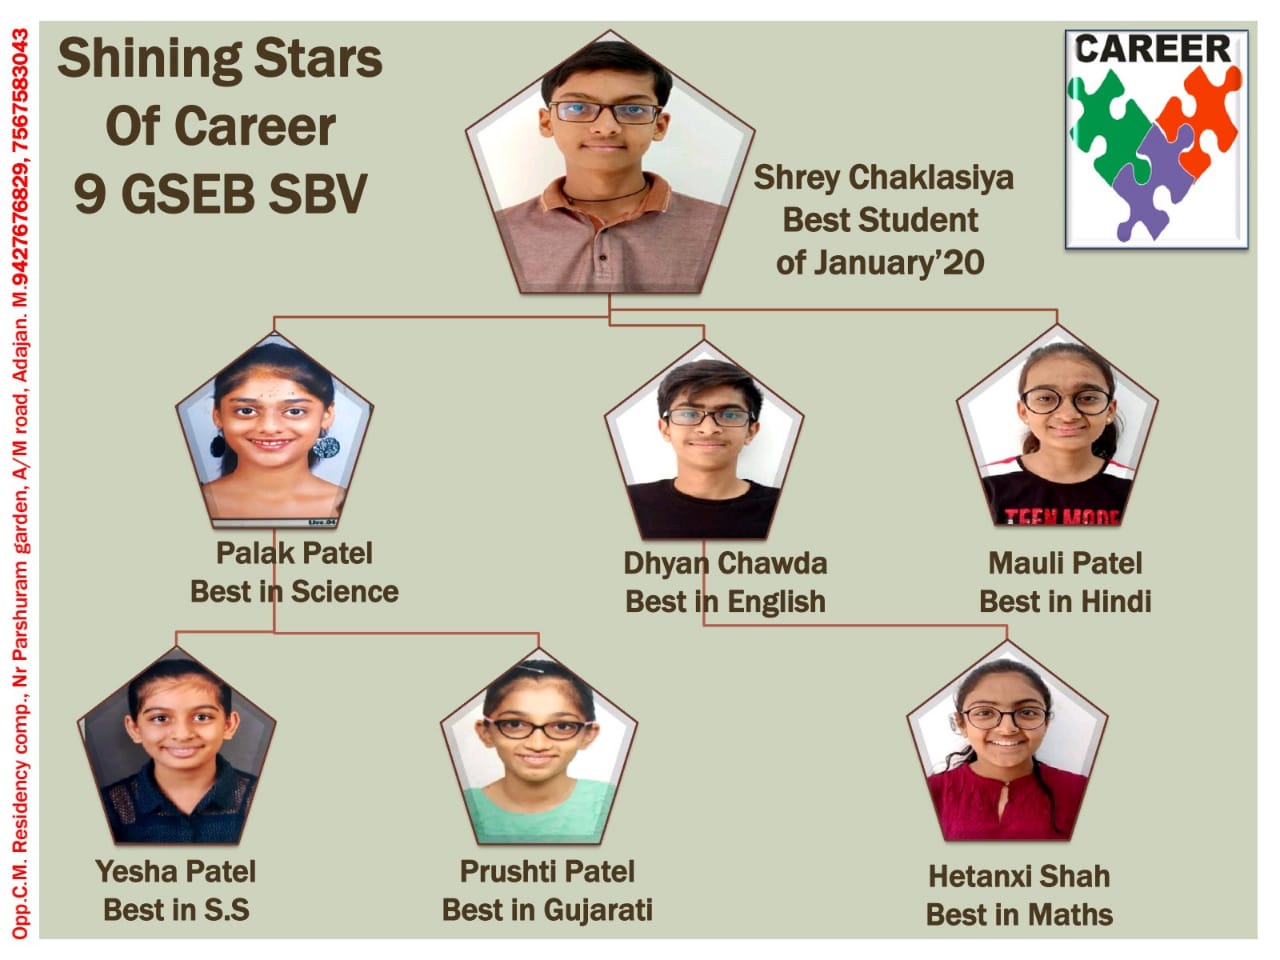 Shining Stars
Of Career
9 GSEB SBV
CAREER
Shrey Chaklasiya
Best Student
of January’20
Live.04
TEEN MODE
Palak Patel
Best in Science
Dhyan Chawda
Best in English
Mauli Patel
Best in Hindi
Yesha Patel
Best in S.S
Prushti Patel
Best in Gujarati
Hetanxi Shah
Best in Maths
Opp.C.M. Residency comp., Nr Parshuram garden, A/M road, Adajan. M.9427676829, 7567583043